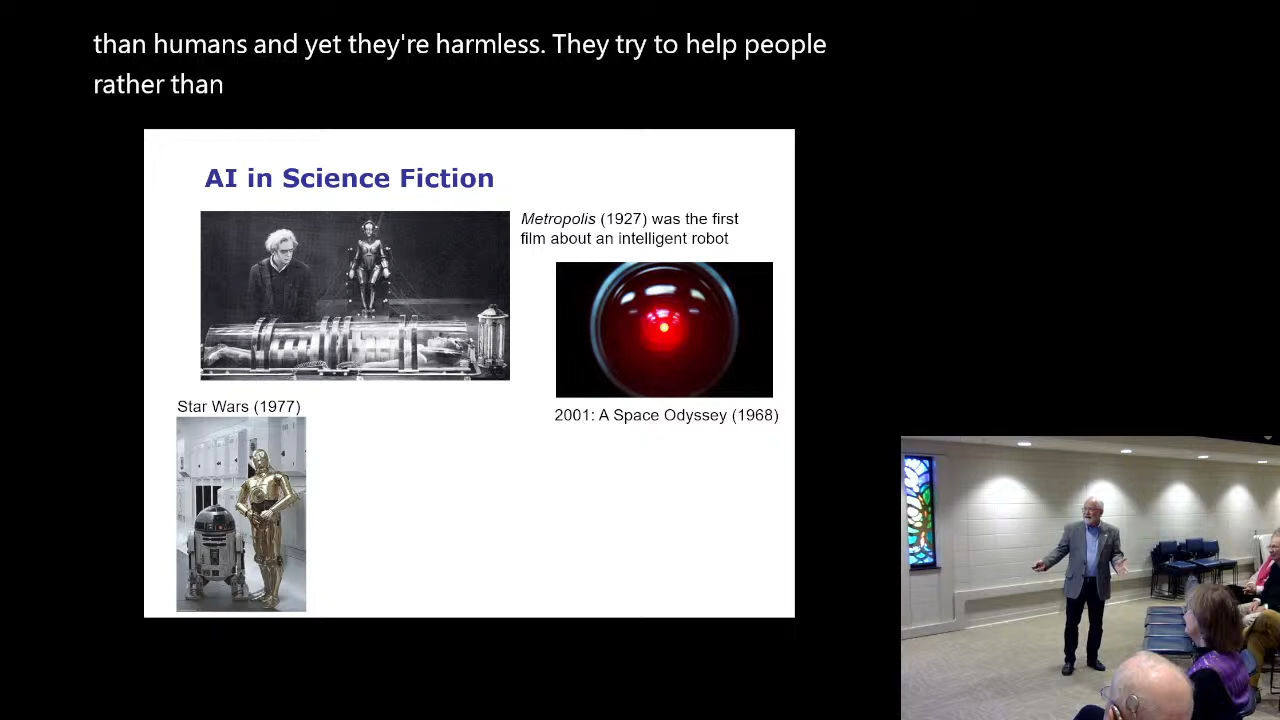 than humans and yet they're harmless. They try to help people
rather than
AI in Science Fiction
Metropolis (1927) was the first
film about an intelligent robot
2001: A Space Odyssey (1968)
Star Wars (1977)